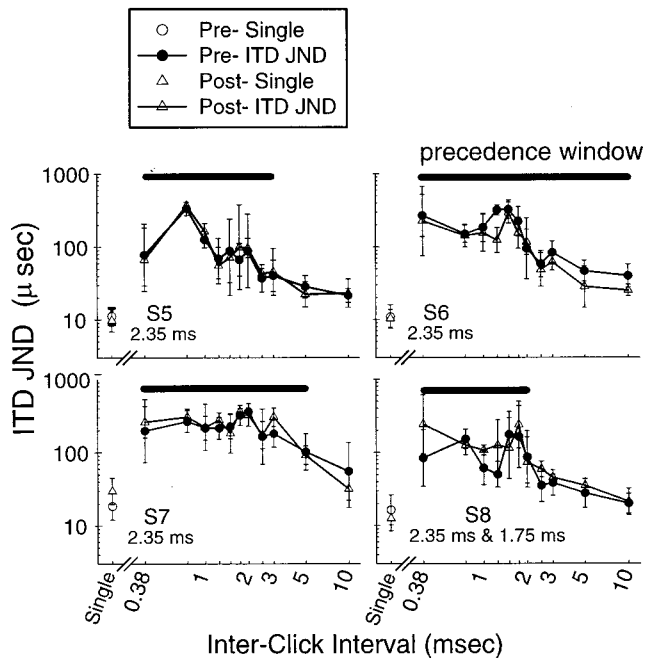 Pre- Single
Pre- ITD JND
Post- Single
Post- ITD JND
precedence window
ITD JND (μ sec)
1000
100
10
S5
2.35 ms
S6
2.35 ms
1000
100
10
S7
2.35 ms
S8
2.35 ms & 1.75 ms
Single
0.38
1
2
3
5
10
Single
0.38
1
2
3
5
10
Inter-Click Interval (msec)